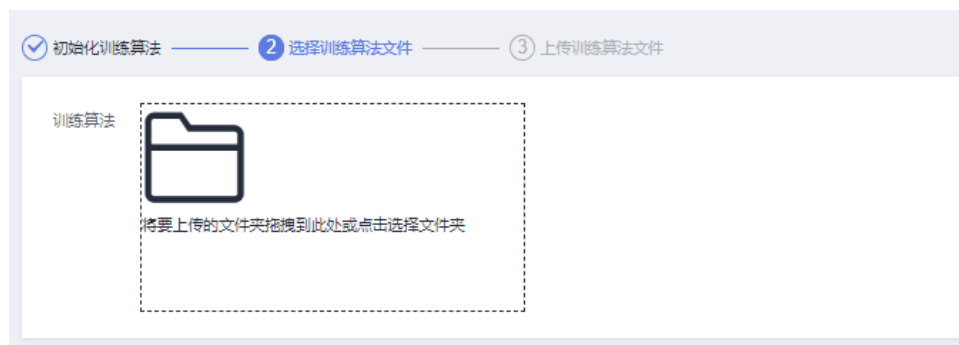 初始化训练算法 2 选择训练算法文件 3 上传训练算法文件
训练算法
将要上传的文件夹拖拽到此处或点击选择文件夹